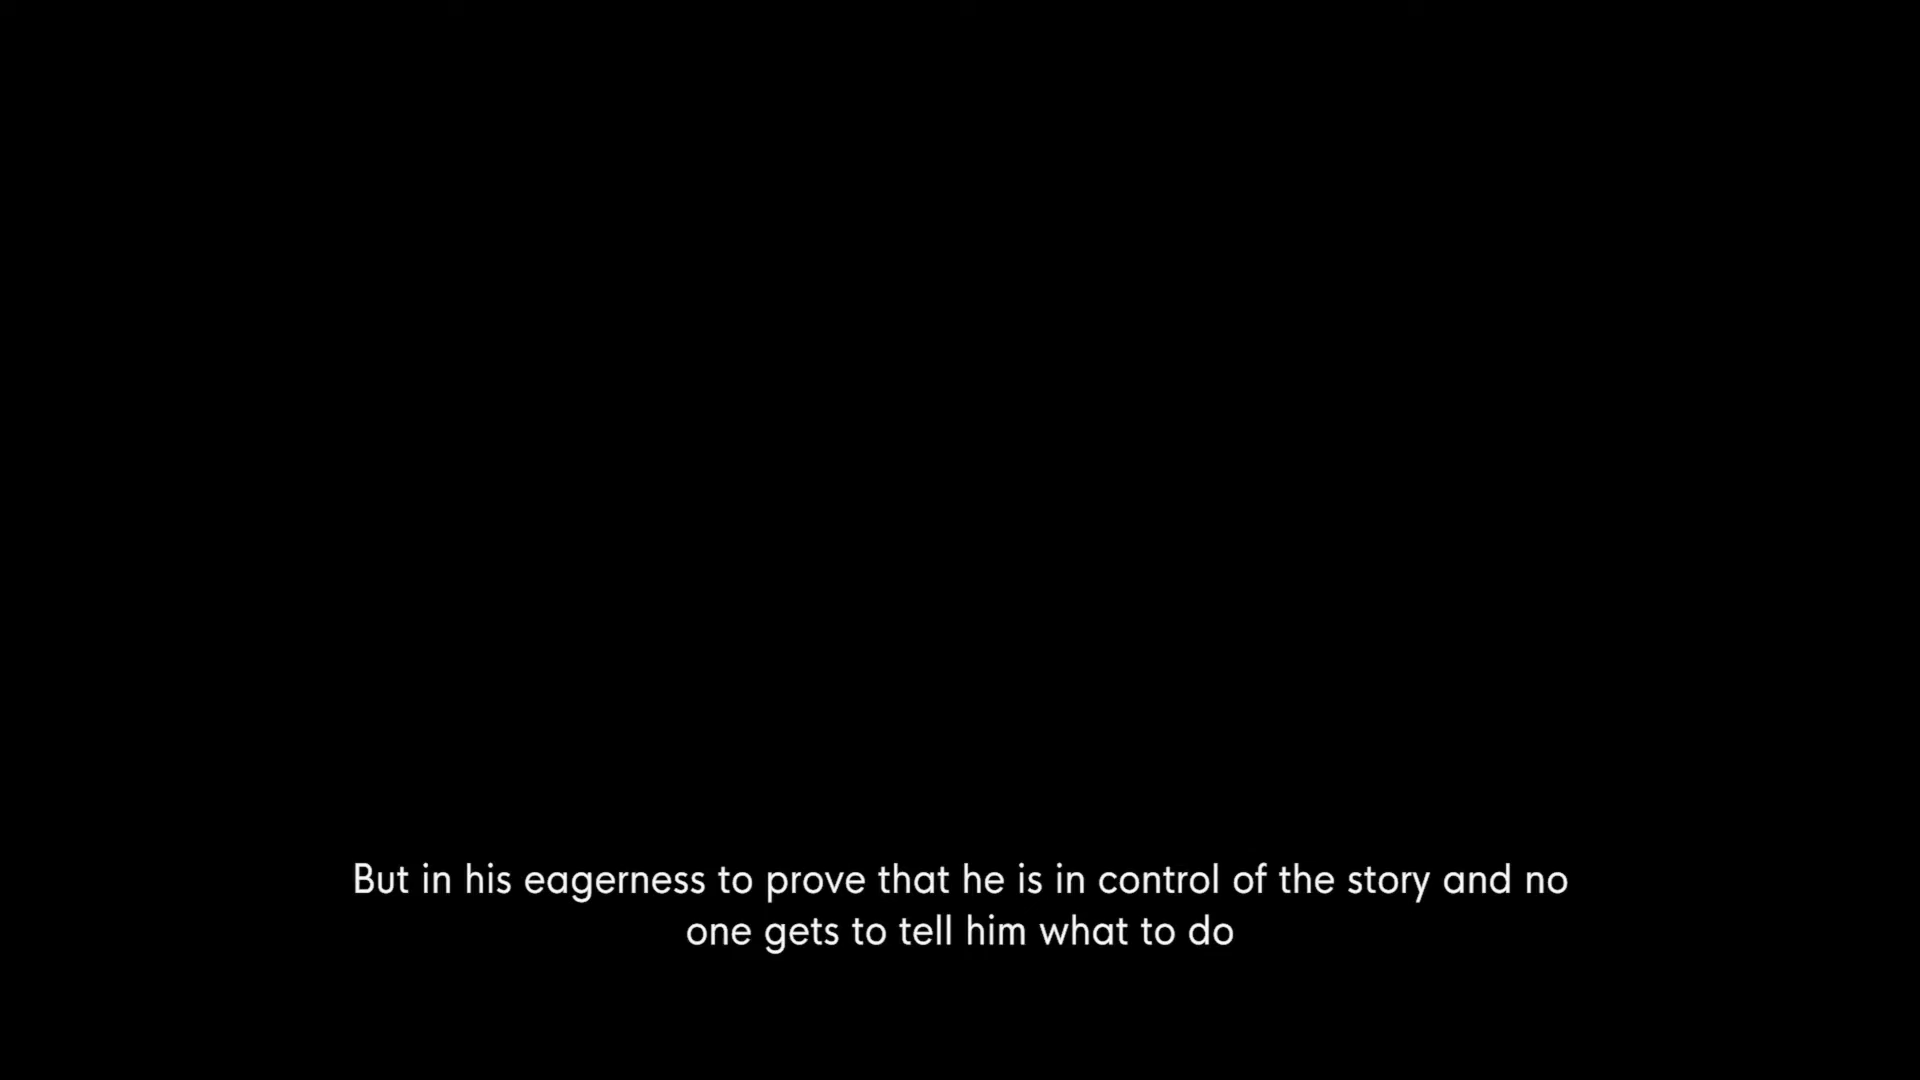 But in his eagerness to prove that he is in control of the story and no
one gets to tell him what to do